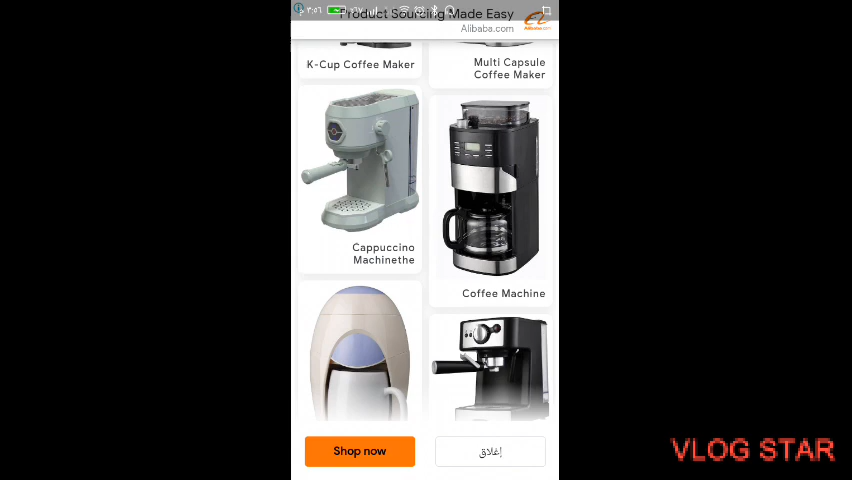 Product Sourcing Made Easy
Alibaba.com
K-Cup Coffee Maker
Multi Capsule
Coffee Maker
Cappuccino
Machinethe
Coffee Machine
Shop now
إغلاق
VLOG STAR